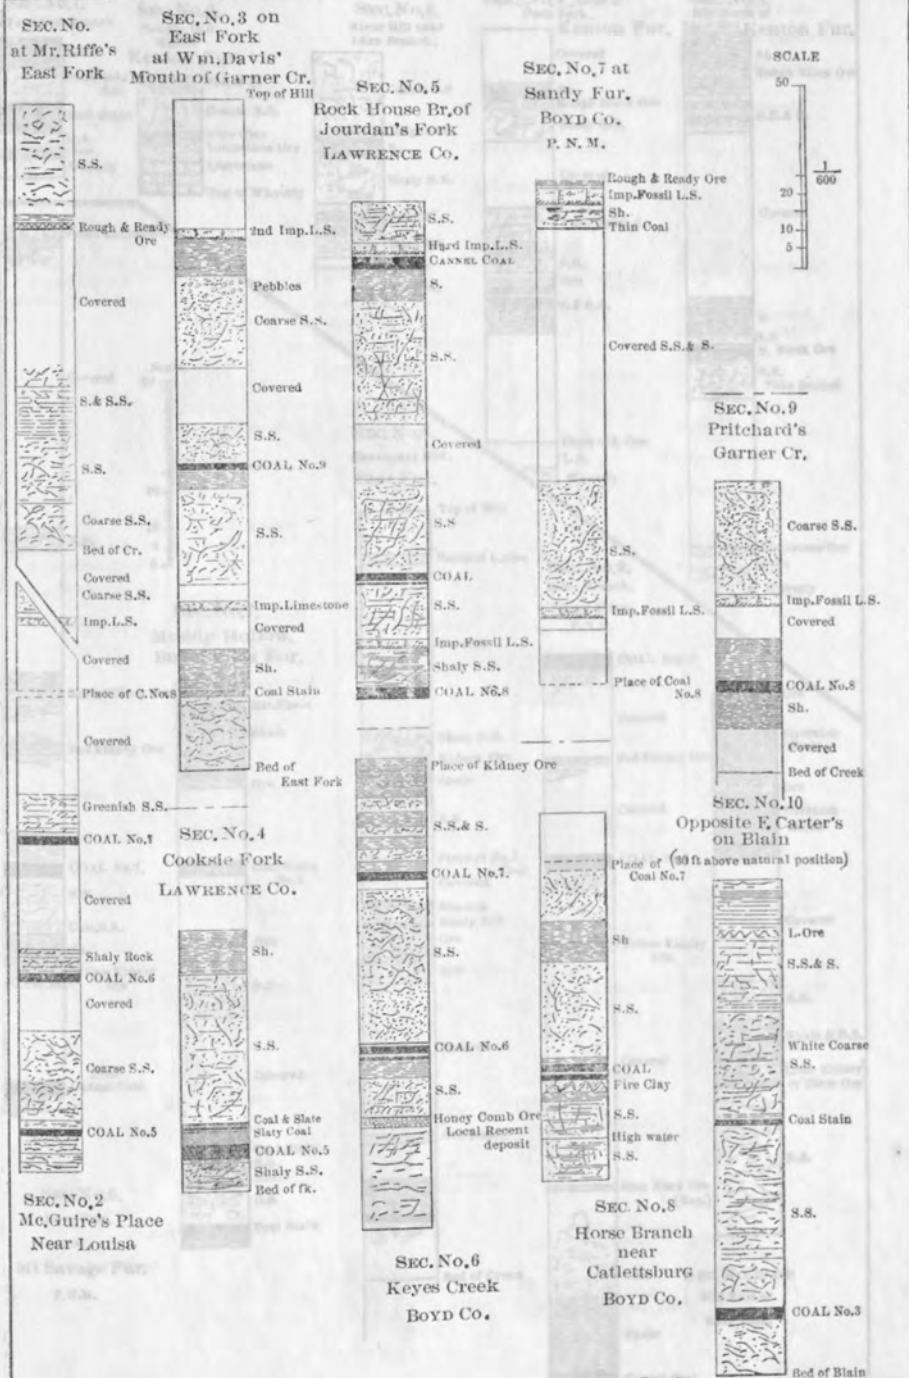 SEC. No.
at Mr.Riffe's
East Fork
S.S.
Rough & Ready
Ore
Covered
S.& S.S.
S.S.
Coarse S.S.
Bed of Cr.
Covered
Coarse S.S.
Imp.L.S.
Covered
Place of C.No.8
Covered
Greenish S.S.
COAL No.7
Covered
Shaly Rock
COAL No.6
Covered
Coarse S.S.
COAL No.5
SEC. No.2
Mc.Guire's Place
Near Louisa
SEC. No.3 on
East Fork
at Wm.Davis'
Mouth of Garner Cr.
Top of Hill
2nd Imp.L.S.
Pebbles
Coarse S.S.
Covered
S.S.
COAL No.9
S.S.
Imp.Limestone
Covered
Sh.
Coal Stain
Bed of
East Fork
SEC. No.4
Cooksie Fork
LAWRENCE Co.
Sh.
S.S.
Coal & Slate
Slaty Coal
COAL No.5
Shaly S.S.
Bed of fk.
SEC. No.5
Rock House Br.of
Jourdan's Fork
LAWRENCE Co.
S.S.
Hard Imp.L.S.
CANNEL COAL
S.
S.S.
Covered
S.S
COAL
S.S.
Imp.Fossil L.S.
Shaly S.S.
COAL No.8
Place of Kidney Ore
S.S.& S.
COAL No.7.
S.S.
COAL No.6
S.S.
Honey Comb Ore
Local Recent
deposit
SEC. No.6
Keyes Creek
BOYD Co.
SEC. No.7 at
Sandy Fur.
BOYD Co.
P. N. M.
Rough & Ready Ore
Imp.Fossil L.S.
Sh.
Thin Coal
Covered S.S.& S.
S.S.
Imp.Fossil L.S.
Place of Coal
No.8
Place of (30 ft above natural position)
Coal No.7
Sh
S.S.
COAL
Fire Clay
S.S.
High water
S.S.
SEC. No.8
Horse Branch
near
Catlettsburg
BOYD Co.
SCALE
50
20
10
5
1
600
SEC. No.9
Pritchard's
Garner Cr.
Coarse S.S.
Imp.Fossil L.S.
Covered
COAL No.8
Sh.
Covered
Bed of Creek
SEC. No.10
Opposite F. Carter's
on Blain
L.Ore
S.S.& S.
White Coarse
S.S.
Coal Stain
S.S.
COAL No.3
Bed of Blain